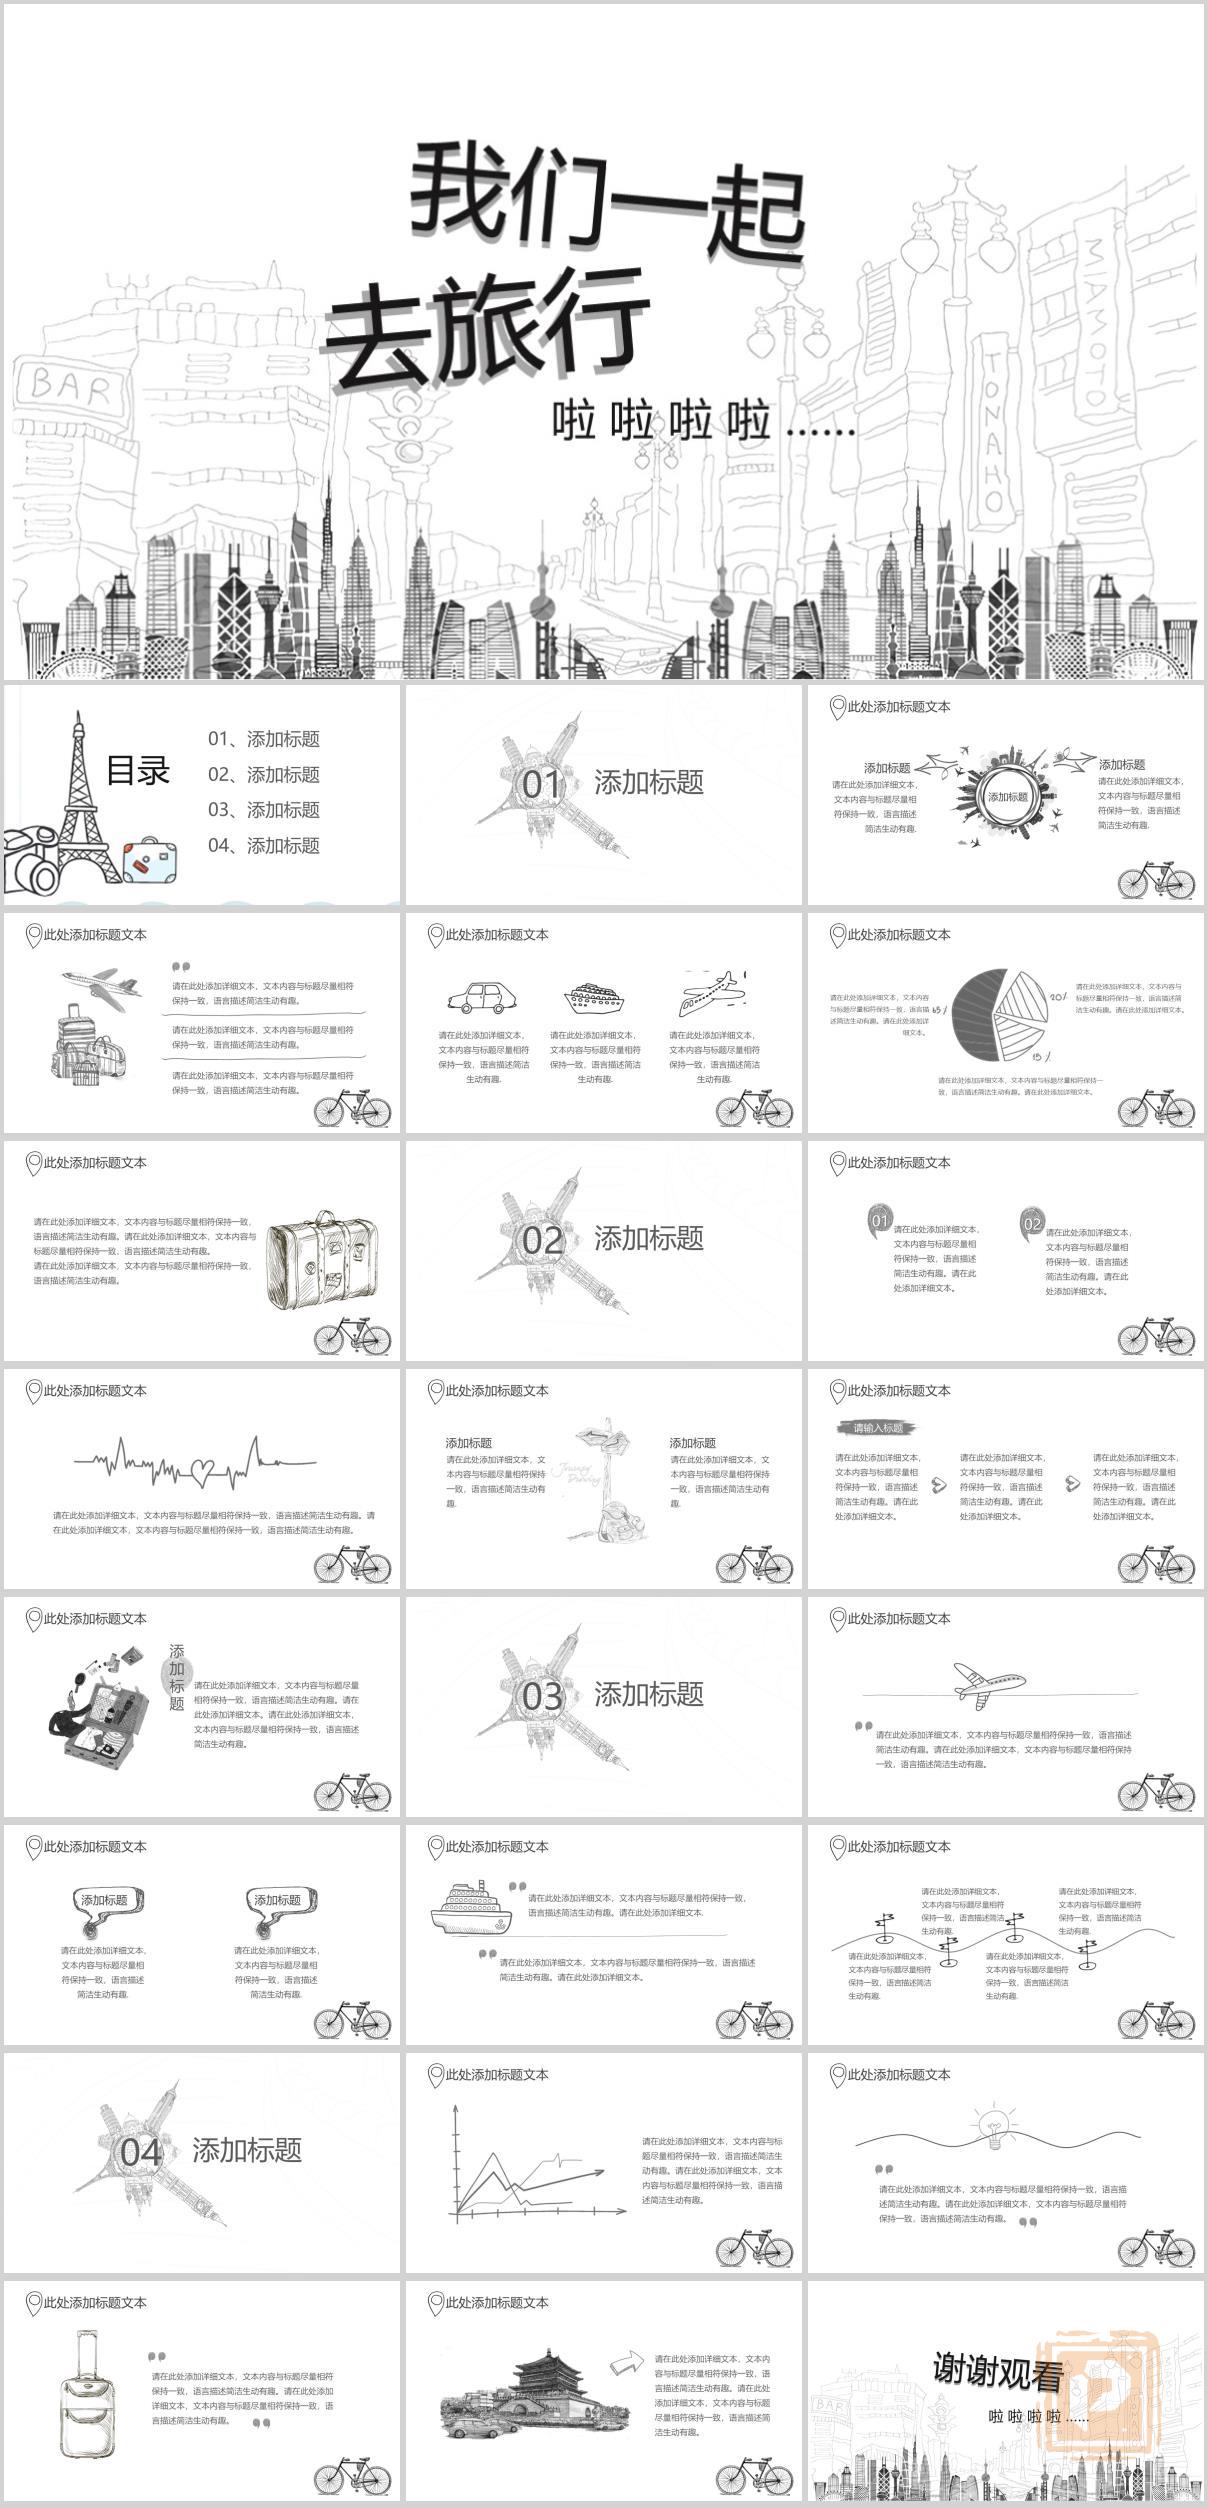 我们一起
去旅行
啦啦啦啦......
BAR
TONAHO
MAMOTI
目录
01、添加标题
02、添加标题
03、添加标题
04、添加标题
01 添加标题
此处添加标题文本
添加标题
请在此处添加详细文本，
文本内容与标题尽量相
符保持一致，语言描述
简洁生动有趣.
添加标题
添加标题
请在此处添加详细文本，
文本内容与标题尽量相
符保持一致，语言描述
简洁生动有趣.
此处添加标题文本
请在此处添加详细文本，文本内容与标题尽量相符
保持一致，语言描述简洁生动有趣。
请在此处添加详细文本，文本内容与标题尽量相符
保持一致，语言描述简洁生动有趣。
请在此处添加详细文本，文本内容与标题尽量相符
保持一致，语言描述简洁生动有趣。
此处添加标题文本
请在此处添加详细文本，
文本内容与标题尽量相符
保持一致，语言描述简洁
生动有趣.
请在此处添加详细文本，
文本内容与标题尽量相符
保持一致，语言描述简洁
生动有趣.
请在此处添加详细文本，
文本内容与标题尽量相符
保持一致，语言描述简洁
生动有趣.
此处添加标题文本
请在此处添加详细文本，文本内容
与标题尽量相符保持一致，语言描
述简洁生动有趣。请在此处添加详
细文本。
65/
20/
15/
请在此处添加详细文本，文本内容与
标题尽量相符保持一致，语言描述简
洁生动有趣。请在此处添加详细文本。
请在此处添加详细文本，文本内容与标题尽量相符保持一
致，语言描述简洁生动有趣。请在此处添加详细文本。
此处添加标题文本
请在此处添加详细文本，文本内容与标题尽量相符保持一致，
语言描述简洁生动有趣。请在此处添加详细文本，文本内容与
标题尽量相符保持一致，语言描述简洁生动有趣。
请在此处添加详细文本，文本内容与标题尽量相符保持一致，
语言描述简洁生动有趣。
02 添加标题
此处添加标题文本
01
请在此处添加详细文本，
文本内容与标题尽量相
符保持一致，语言描述
简洁生动有趣。请在此
处添加详细文本。
02
请在此处添加详细文本，
文本内容与标题尽量相
符保持一致，语言描述
简洁生动有趣。请在此
处添加详细文本。
此处添加标题文本
请在此处添加详细文本，文本内容与标题尽量相符保持一致，语言描述简洁生动有趣。请
在此处添加详细文本，文本内容与标题尽量相符保持一致，语言描述简洁生动有趣。
此处添加标题文本
添加标题
请在此处添加详细文本，文
本内容与标题尽量相符保持
一致，语言描述简洁生动有
趣.
添加标题
请在此处添加详细文本，文
本内容与标题尽量相符保持
一致，语言描述简洁生动有
趣.
此处添加标题文本
请输入标题
请在此处添加详细文本，
文本内容与标题尽量相
符保持一致，语言描述
简洁生动有趣。请在此
处添加详细文本。
请在此处添加详细文本，
文本内容与标题尽量相
符保持一致，语言描述
简洁生动有趣。请在此
处添加详细文本。
请在此处添加详细文本，
文本内容与标题尽量相
符保持一致，语言描述
简洁生动有趣。请在此
处添加详细文本。
此处添加标题文本
添加标题
请在此处添加详细文本，文本内容与标题尽量
相符保持一致，语言描述简洁生动有趣。请在
此处添加详细文本。请在此处添加详细文本，
文本内容与标题尽量相符保持一致，语言描述
简洁生动有趣。
03 添加标题
此处添加标题文本
请在此处添加详细文本，文本内容与标题尽量相符保持一致，语言描述
简洁生动有趣。请在此处添加详细文本，文本内容与标题尽量相符保持
一致，语言描述简洁生动有趣。
此处添加标题文本
添加标题
请在此处添加详细文本，
文本内容与标题尽量相
符保持一致，语言描述
简洁生动有趣.
添加标题
请在此处添加详细文本，
文本内容与标题尽量相
符保持一致，语言描述
简洁生动有趣.
此处添加标题文本
请在此处添加详细文本，文本内容与标题尽量相符保持一致，
语言描述简洁生动有趣。请在此处添加详细文本.
请在此处添加详细文本，文本内容与标题尽量相符保持一致，语言描述
简洁生动有趣。请在此处添加详细文本。
此处添加标题文本
请在此处添加详细文本，
文本内容与标题尽量相符
保持一致，语言描述简洁
生动有趣.
请在此处添加详细文本，
文本内容与标题尽量相符
保持一致，语言描述简洁
生动有趣.
请在此处添加详细文本，
文本内容与标题尽量相符
保持一致，语言描述简洁
生动有趣.
请在此处添加详细文本，
文本内容与标题尽量相符
保持一致，语言描述简洁
生动有趣.
04 添加标题
此处添加标题文本
请在此处添加详细文本，文本内容与标
题尽量相符保持一致，语言描述简洁生
动有趣。请在此处添加详细文本，文本
内容与标题尽量相符保持一致，语言描
述简洁生动有趣。
此处添加标题文本
请在此处添加详细文本，文本内容与标题尽量相符保持一致，语言描
述简洁生动有趣。请在此处添加详细文本，文本内容与标题尽量相符
保持一致，语言描述简洁生动有趣。
此处添加标题文本
请在此处添加详细文本，文本内容与标题尽量相符
保持一致，语言描述简洁生动有趣。请在此处添加
详细文本，文本内容与标题尽量相符保持一致，语
言描述简洁生动有趣。
此处添加标题文本
请在此处添加详细文本，文本内
容与标题尽量相符保持一致，语
言描述简洁生动有趣。请在此处
添加详细文本，文本内容与标题
尽量相符保持一致，语言描述简
洁生动有趣。
谢谢观看
啦啦啦啦......
BAR